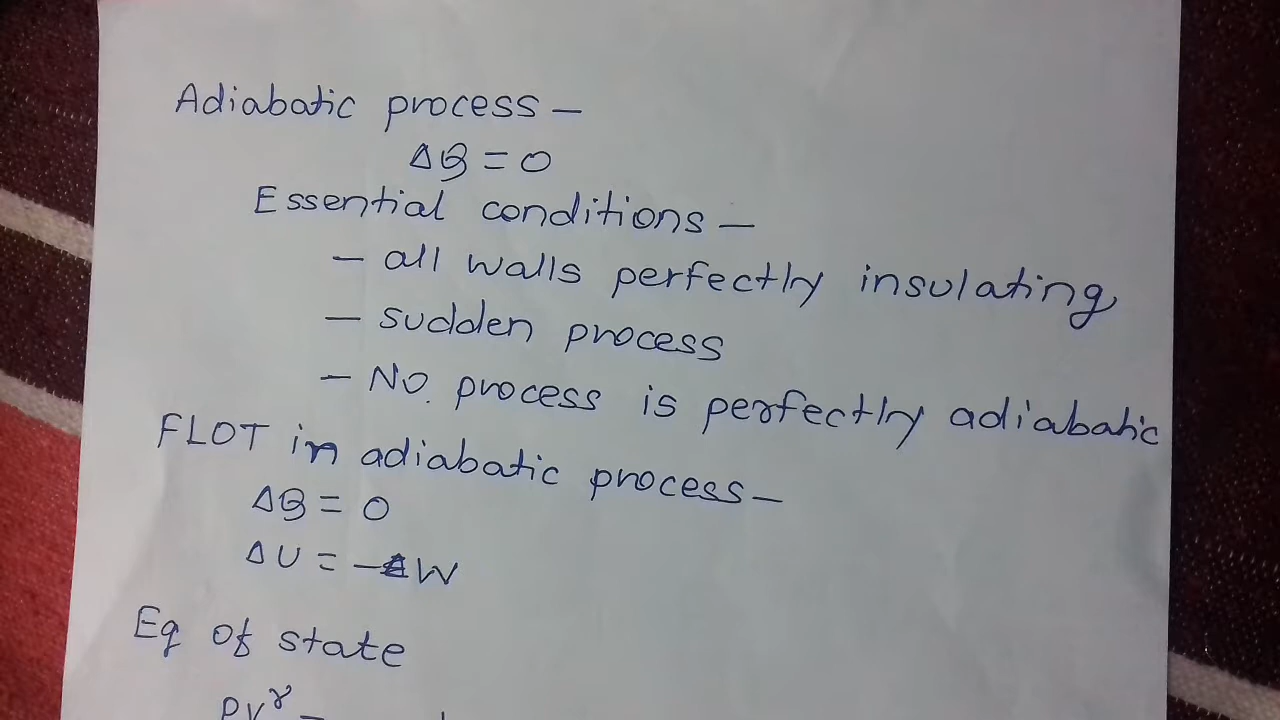 Adiabatic process —
ΔQ = 0
Essential conditions —
— all walls perfectly insulating
— sudden process
— No. process is perfectly adiabatic
FLOT in adiabatic process —
ΔQ = 0
ΔU = -ΔW
Eq of state
PV^γ =